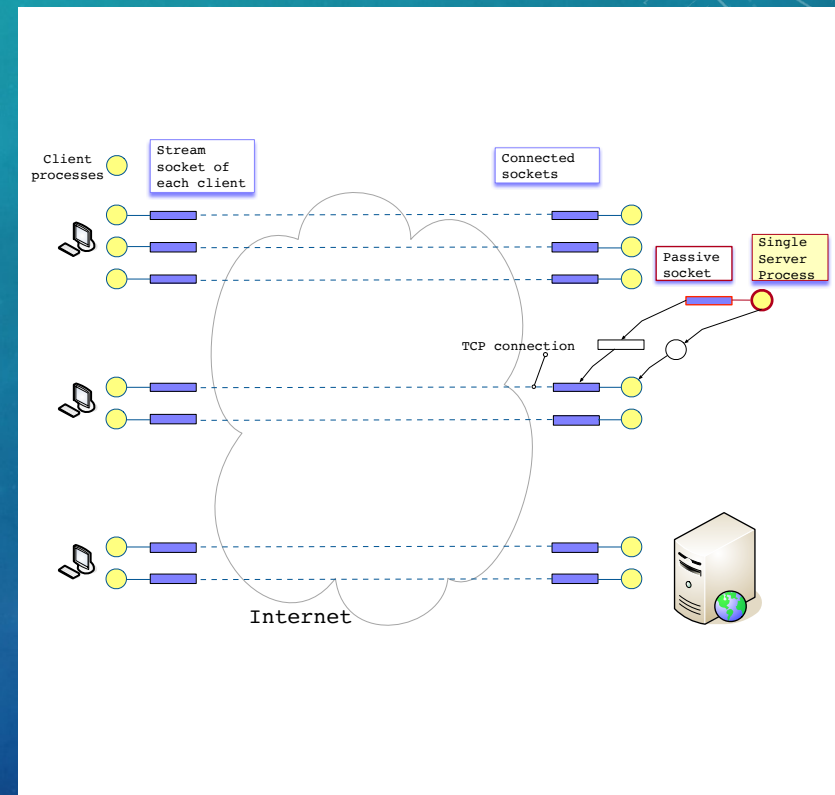 Client
processes
Stream
socket of
each client
Connected
sockets
Passive
socket
Single
Server
Process
TCP connection
Internet